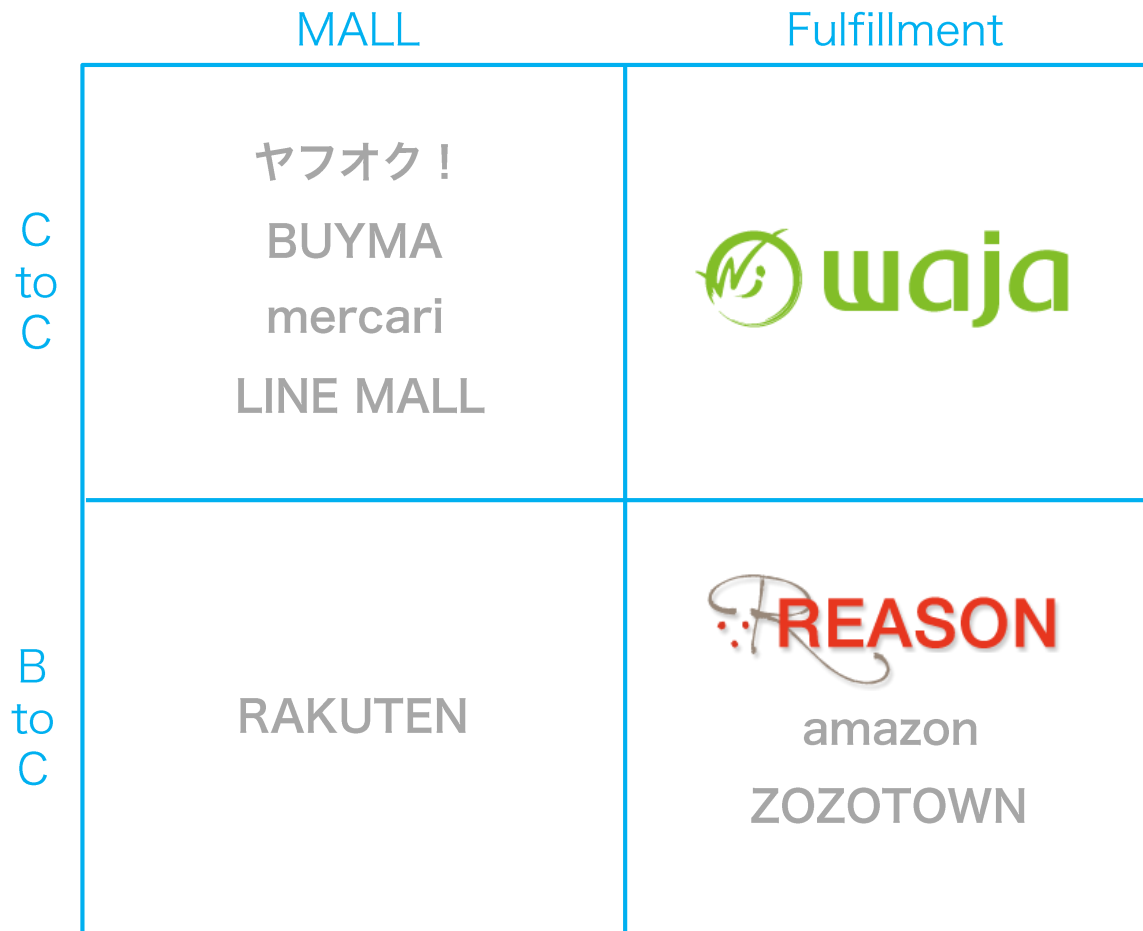 MALL
Fulfillment
C
to
C
ヤフオク！
BUYMA
mercari
LINE MALL
waja
B
to
C
RAKUTEN
REASON
amazon
ZOZOTOWN